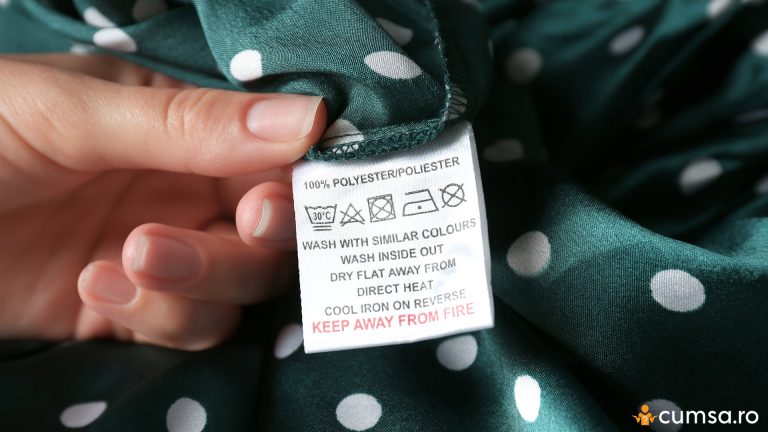 100% POLYESTER/POLIESTER
30°C
WASH WITH SIMILAR COLOURS
WASH INSIDE OUT
DRY FLAT AWAY FROM
DIRECT HEAT
COOL IRON ON REVERSE
KEEP AWAY FROM FIRE
cumsa.ro